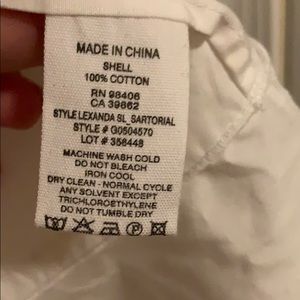 MADE IN CHINA
SHELL
100% COTTON
RN 98406
CA 39862
STYLE LEXANDA SL_SARTORIAL
STYLE # G0504570
LOT # 358448
MACHINE WASH COLD
DO NOT BLEACH
IRON COOL
DRY CLEAN - NORMAL CYCLE
ANY SOLVENT EXCEPT
TRICHLOROETHYLENE
DO NOT TUMBLE DRY